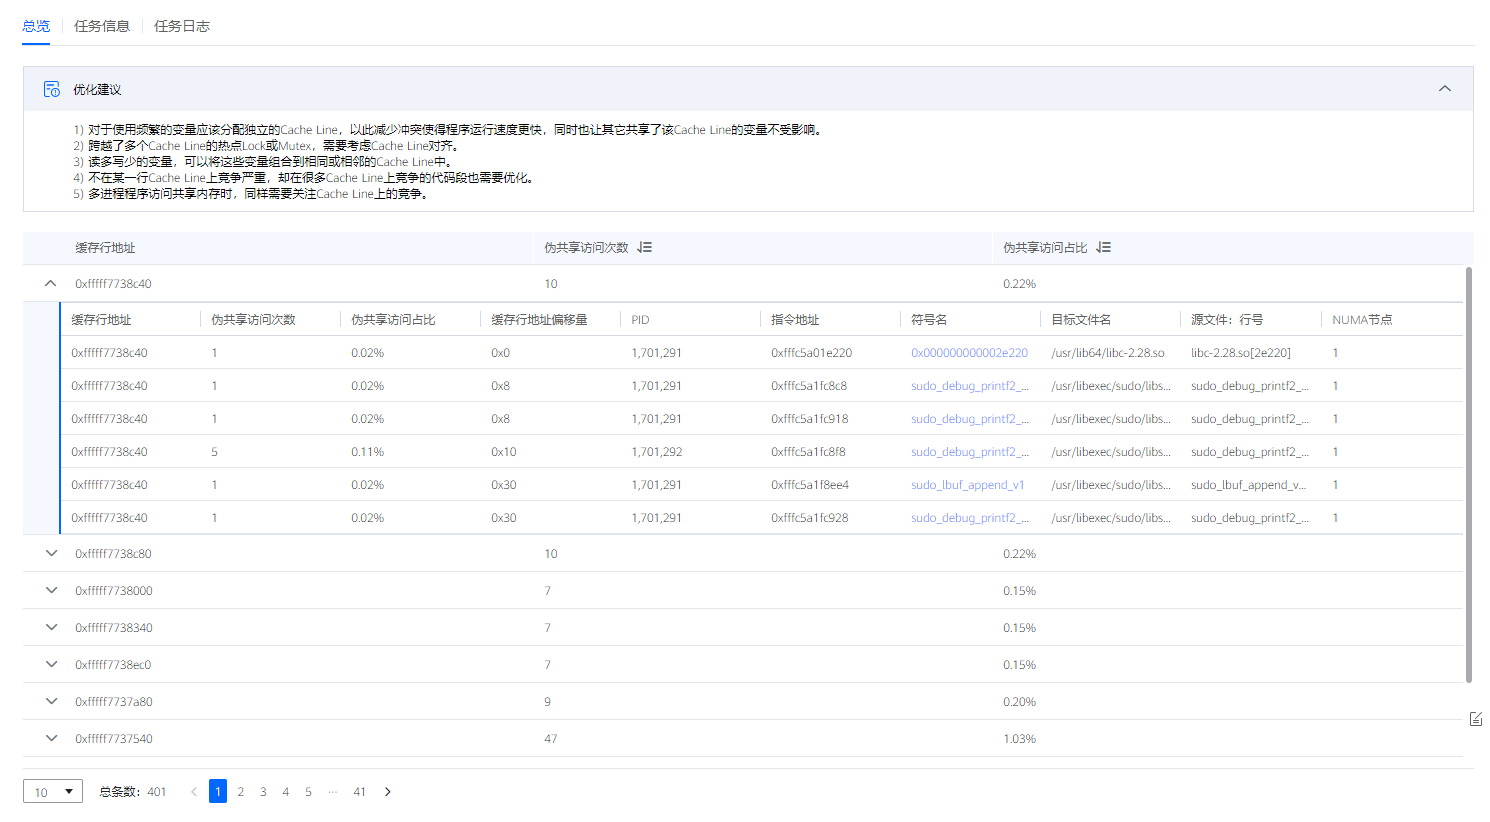 总览 任务信息 任务日志
优化建议
1) 对于使用频繁的变量应该分配独立的Cache Line，以此减少冲突使得程序运行速度更快，同时也让其它共享了该Cache Line的变量不受影响。
2) 跨越了多个Cache Line的热点Lock或Mutex，需要考虑Cache Line对齐。
3) 读多写少的变量，可以将这些变量组合到相同或相邻的Cache Line中。
4) 不在某一行Cache Line上竞争严重，却在很多Cache Line上竞争的代码段也需要优化。
5) 多进程程序访问共享内存时，同样需要关注Cache Line上的竞争。
缓存行地址 伪共享访问次数 伪共享访问占比
0xfffff7738c40 10 0.22%
缓存行地址 伪共享访问次数 伪共享访问占比 缓存行地址偏移量 PID 指令地址 符号名 目标文件名 源文件：行号 NUMA节点
0xfffff7738c40 1 0.02% 0x0 1,701,291 0xfffc5a01e220 0x000000000002e220 /usr/lib64/libc-2.28.so libc-2.28.so[2e220] 1
0xfffff7738c40 1 0.02% 0x8 1,701,291 0xfffc5a1fc8c8 sudo_debug_printf2_... /usr/libexec/sudo/libs... sudo_debug_printf2_... 1
0xfffff7738c40 1 0.02% 0x8 1,701,291 0xfffc5a1fc918 sudo_debug_printf2_... /usr/libexec/sudo/libs... sudo_debug_printf2_... 1
0xfffff7738c40 5 0.11% 0x10 1,701,292 0xfffc5a1fc8f8 sudo_debug_printf2_... /usr/libexec/sudo/libs... sudo_debug_printf2_... 1
0xfffff7738c40 1 0.02% 0x30 1,701,291 0xfffc5a1f8ee4 sudo_lbuf_append_v1 /usr/libexec/sudo/libs... sudo_lbuf_append_v... 1
0xfffff7738c40 1 0.02% 0x30 1,701,291 0xfffc5a1fc928 sudo_debug_printf2_... /usr/libexec/sudo/libs... sudo_debug_printf2_... 1
0xfffff7738c80 10 0.22%
0xfffff7738000 7 0.15%
0xfffff7738340 7 0.15%
0xfffff7738ec0 7 0.15%
0xfffff7737a80 9 0.20%
0xfffff7737540 47 1.03%
10 总条数：401 1 2 3 4 5 ... 41